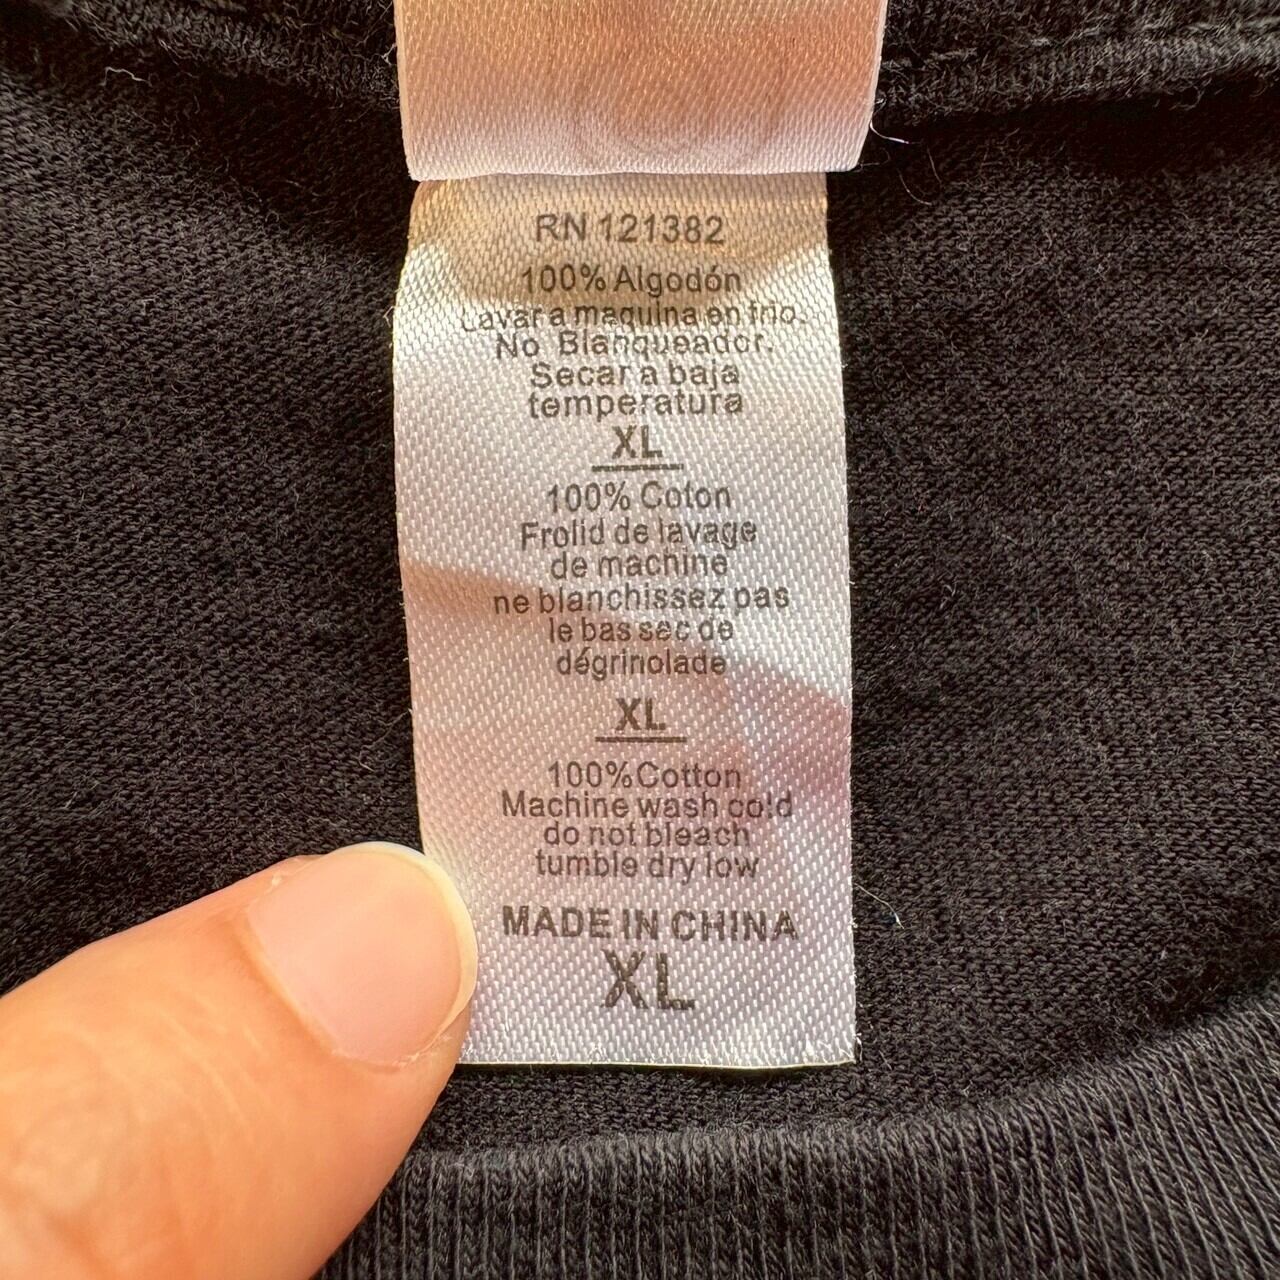 RN 121382
100% Algodón
Lavar a maquina en frio.
No Blanqueador.
Secar a baja
temperatura
XL
100% Coton
Frolid de lavage
de machine
ne blanchissez pas
le bas sec de
dégrinolade
XL
100%Cotton
Machine wash cold
do not bleach
tumble dry low
MADE IN CHINA
XL